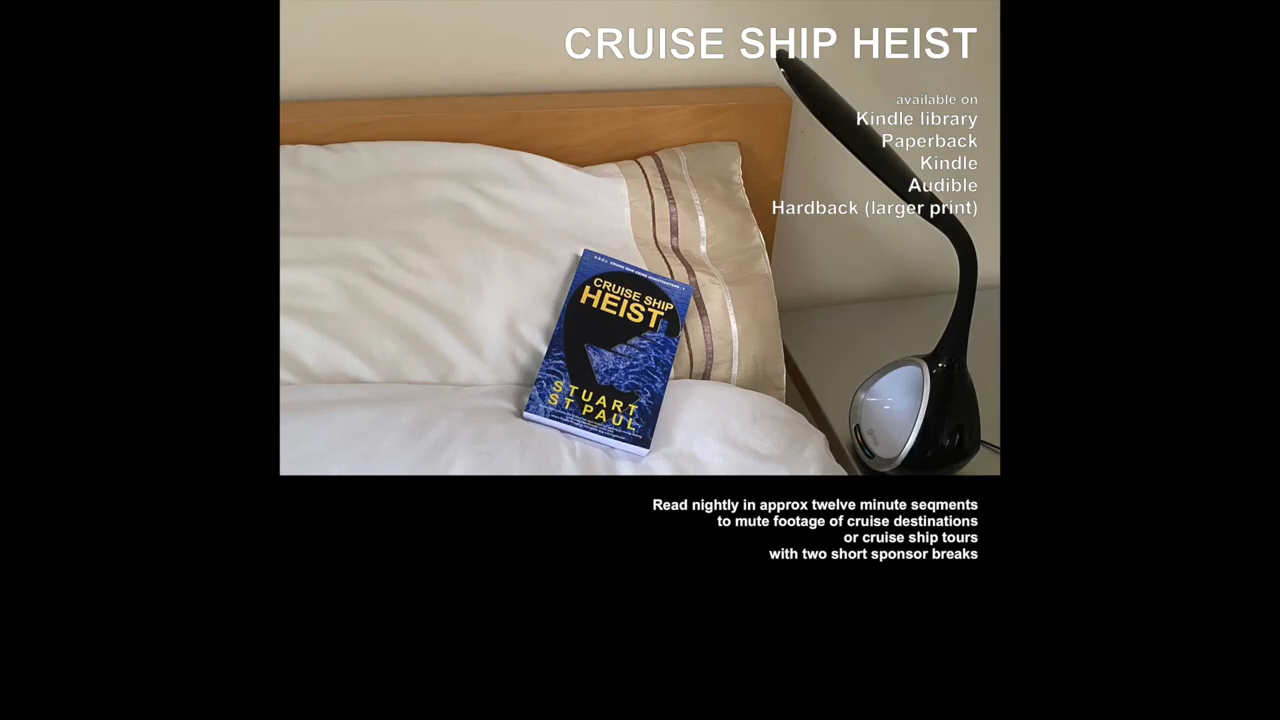 CRUISE SHIP HEIST
available on
Kindle library
Paperback
Kindle
Audible
Hardback (larger print)
CRUISE SHIP
HEIST
STUART
ST PAUL
Read nightly in approx twelve minute seqments
to mute footage of cruise destinations
or cruise ship tours
with two short sponsor breaks